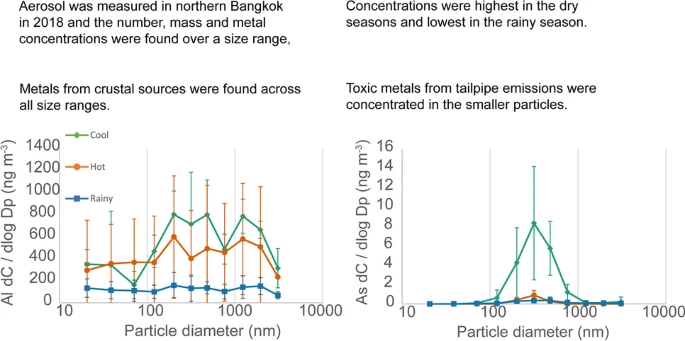 Aerosol was measured in northern Bangkok
in 2018 and the number, mass and metal
concentrations were found over a size range,
Concentrations were highest in the dry
seasons and lowest in the rainy season.
Metals from crustal sources were found across
all size ranges.
Toxic metals from tailpipe emissions were
concentrated in the smaller particles.
Al dC / dlog Dp (ng m-3)
1400
1200
1000
800
600
400
200
0
Cool
Hot
Rainy
10
100
1000
10000
Particle diameter (nm)
As dC / dlog Dp (ng m-3)
16
14
12
10
8
6
4
2
0
10
100
1000
10000
Particle diameter (nm)